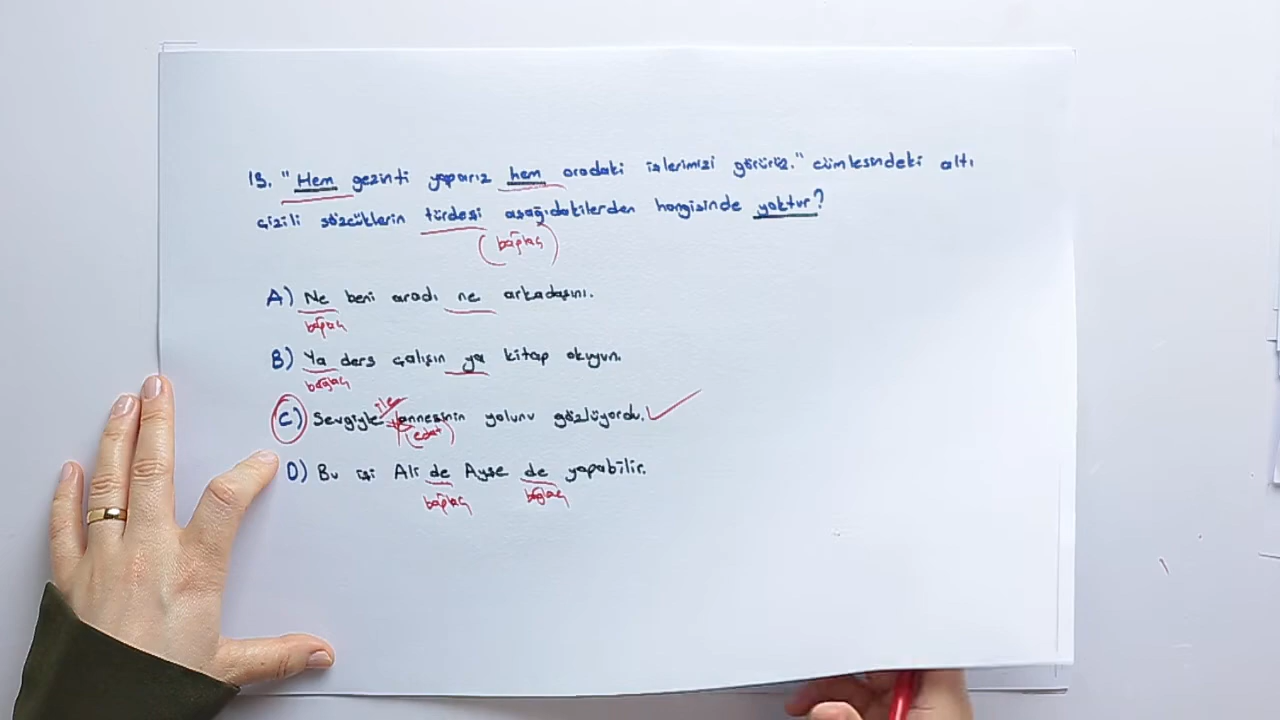 13. "Hem gezinti yaparız hem oradaki işlerimizi görürüz." cümlesindeki altı
çizili sözcüklerin türdeşi aşağıdakilerden hangisinde yoktur?
(bağlaç)
A) Ne beni aradı ne arkadaşını.
bağlaç
B) Ya ders çalışın ya kitap okuyun.
bağlaç
ile
C) Sevgiyle annesinin yolunu gözlüyordu.
(edat)
D) Bu işi Ali de Ayşe de yapabilir.
bağlaç bağlaç